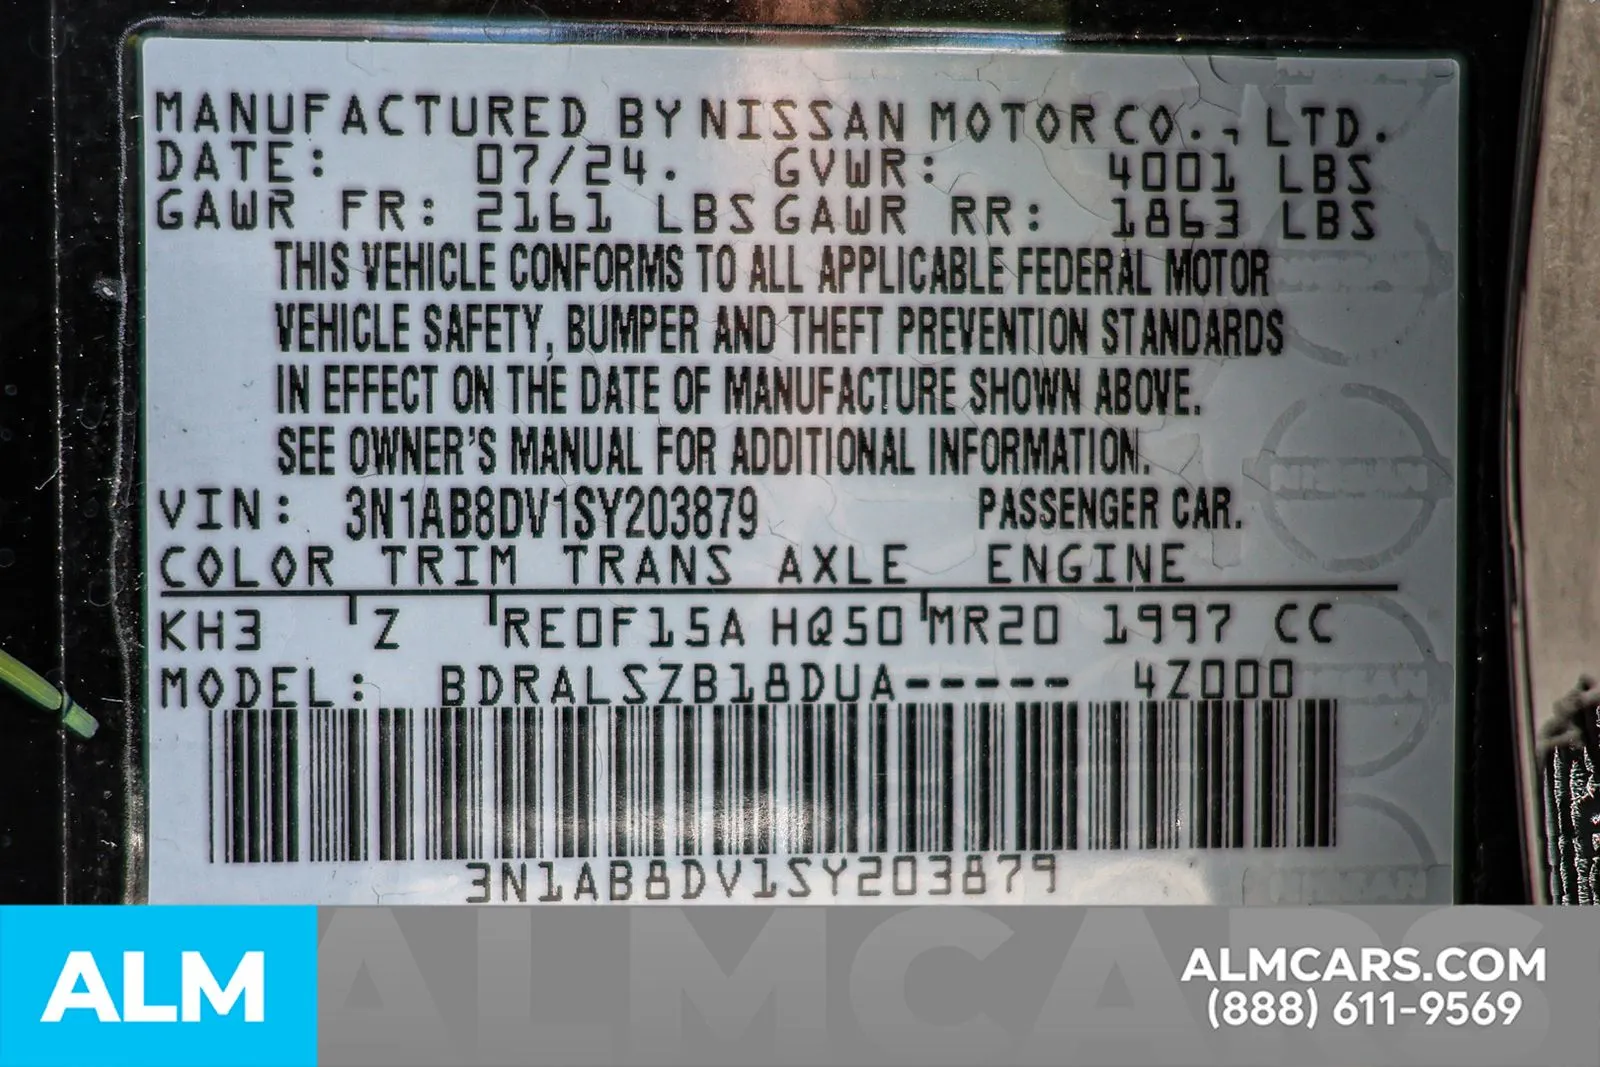 MANUFACTURED BY NISSAN MOTOR CO., LTD.
DATE: 07/24. GVWR: 4001 LBS
GAWR FR: 2161 LBS GAWR RR: 1863 LBS
THIS VEHICLE CONFORMS TO ALL APPLICABLE FEDERAL MOTOR
VEHICLE SAFETY, BUMPER AND THEFT PREVENTION STANDARDS
IN EFFECT ON THE DATE OF MANUFACTURE SHOWN ABOVE.
SEE OWNER'S MANUAL FOR ADDITIONAL INFORMATION.
VIN: 3N1AB8DV1SY203879 PASSENGER CAR.
COLOR TRIM TRANS AXLE ENGINE
KH3 Z RE0F15A HQ50 MR20 1997 CC
MODEL: BDRALSZB18DUA----- 4Z000
3N1AB8DV1SY203879
ALM
ALMCARS
ALMCARS.COM
(888) 611-9569